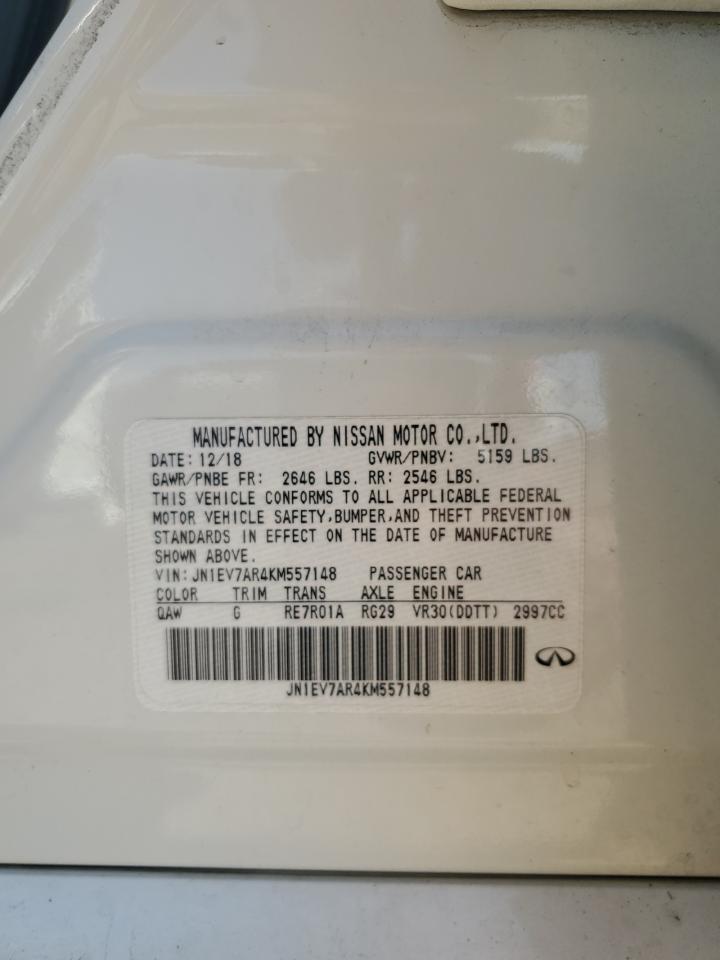 MANUFACTURED BY NISSAN MOTOR CO.,LTD.
DATE: 12/18 GVWR/PNBV: 5159 LBS.
GAWR/PNBE FR: 2646 LBS. RR: 2546 LBS.
THIS VEHICLE CONFORMS TO ALL APPLICABLE FEDERAL
MOTOR VEHICLE SAFETY,BUMPER,AND THEFT PREVENTION
STANDARDS IN EFFECT ON THE DATE OF MANUFACTURE
SHOWN ABOVE.
VIN: JN1EV7AR4KM557148 PASSENGER CAR
COLOR TRIM TRANS AXLE ENGINE
QAW G RE7R01A RG29 VR30(DDTT) 2997CC
JN1EV7AR4KM557148